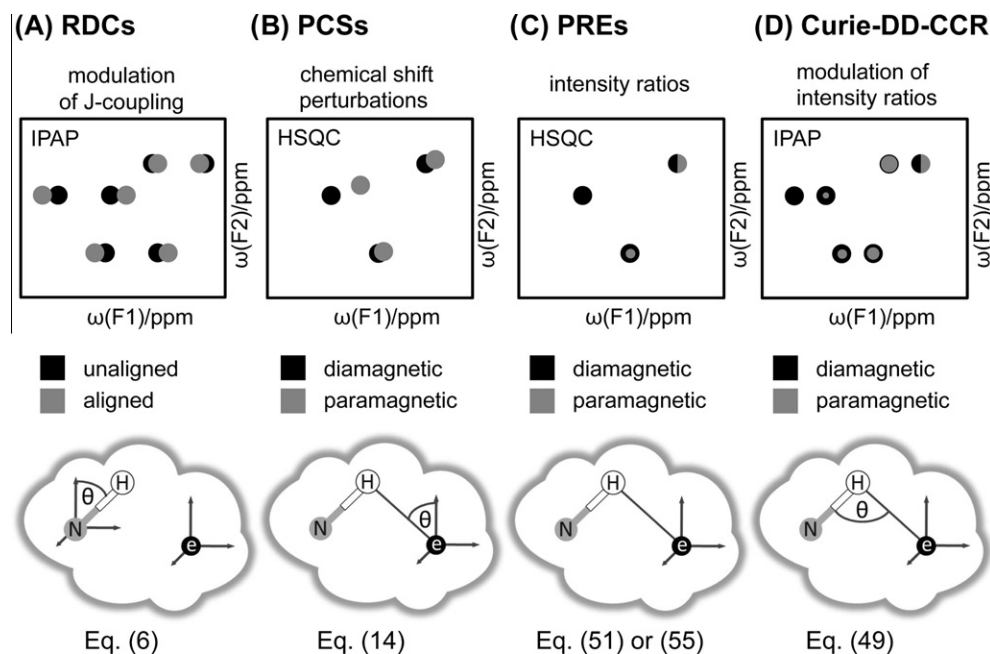 (A) RDCs
(B) PCSs
(C) PREs
(D) Curie-DD-CCR
modulation
of J-coupling
chemical shift
perturbations
intensity ratios
modulation of
intensity ratios
IPAP
HSQC
HSQC
IPAP
ω(F2)/ppm
ω(F2)/ppm
ω(F2)/ppm
ω(F2)/ppm
ω(F1)/ppm
ω(F1)/ppm
ω(F1)/ppm
ω(F1)/ppm
unaligned
aligned
diamagnetic
paramagnetic
diamagnetic
paramagnetic
diamagnetic
paramagnetic
θ H N e
H θ N e
H N e
H θ N e
Eq. (6)
Eq. (14)
Eq. (51) or (55)
Eq. (49)